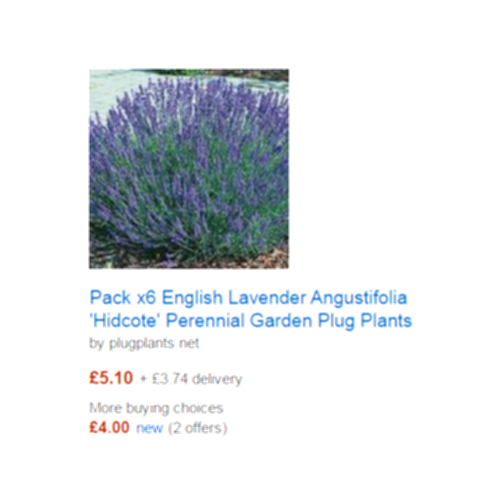 Pack x6 English Lavender Angustifolia
'Hidcote' Perennial Garden Plug Plants
by plugplants net
£5.10 + £3 74 delivery
More buying choices
£4.00 new (2 offers)